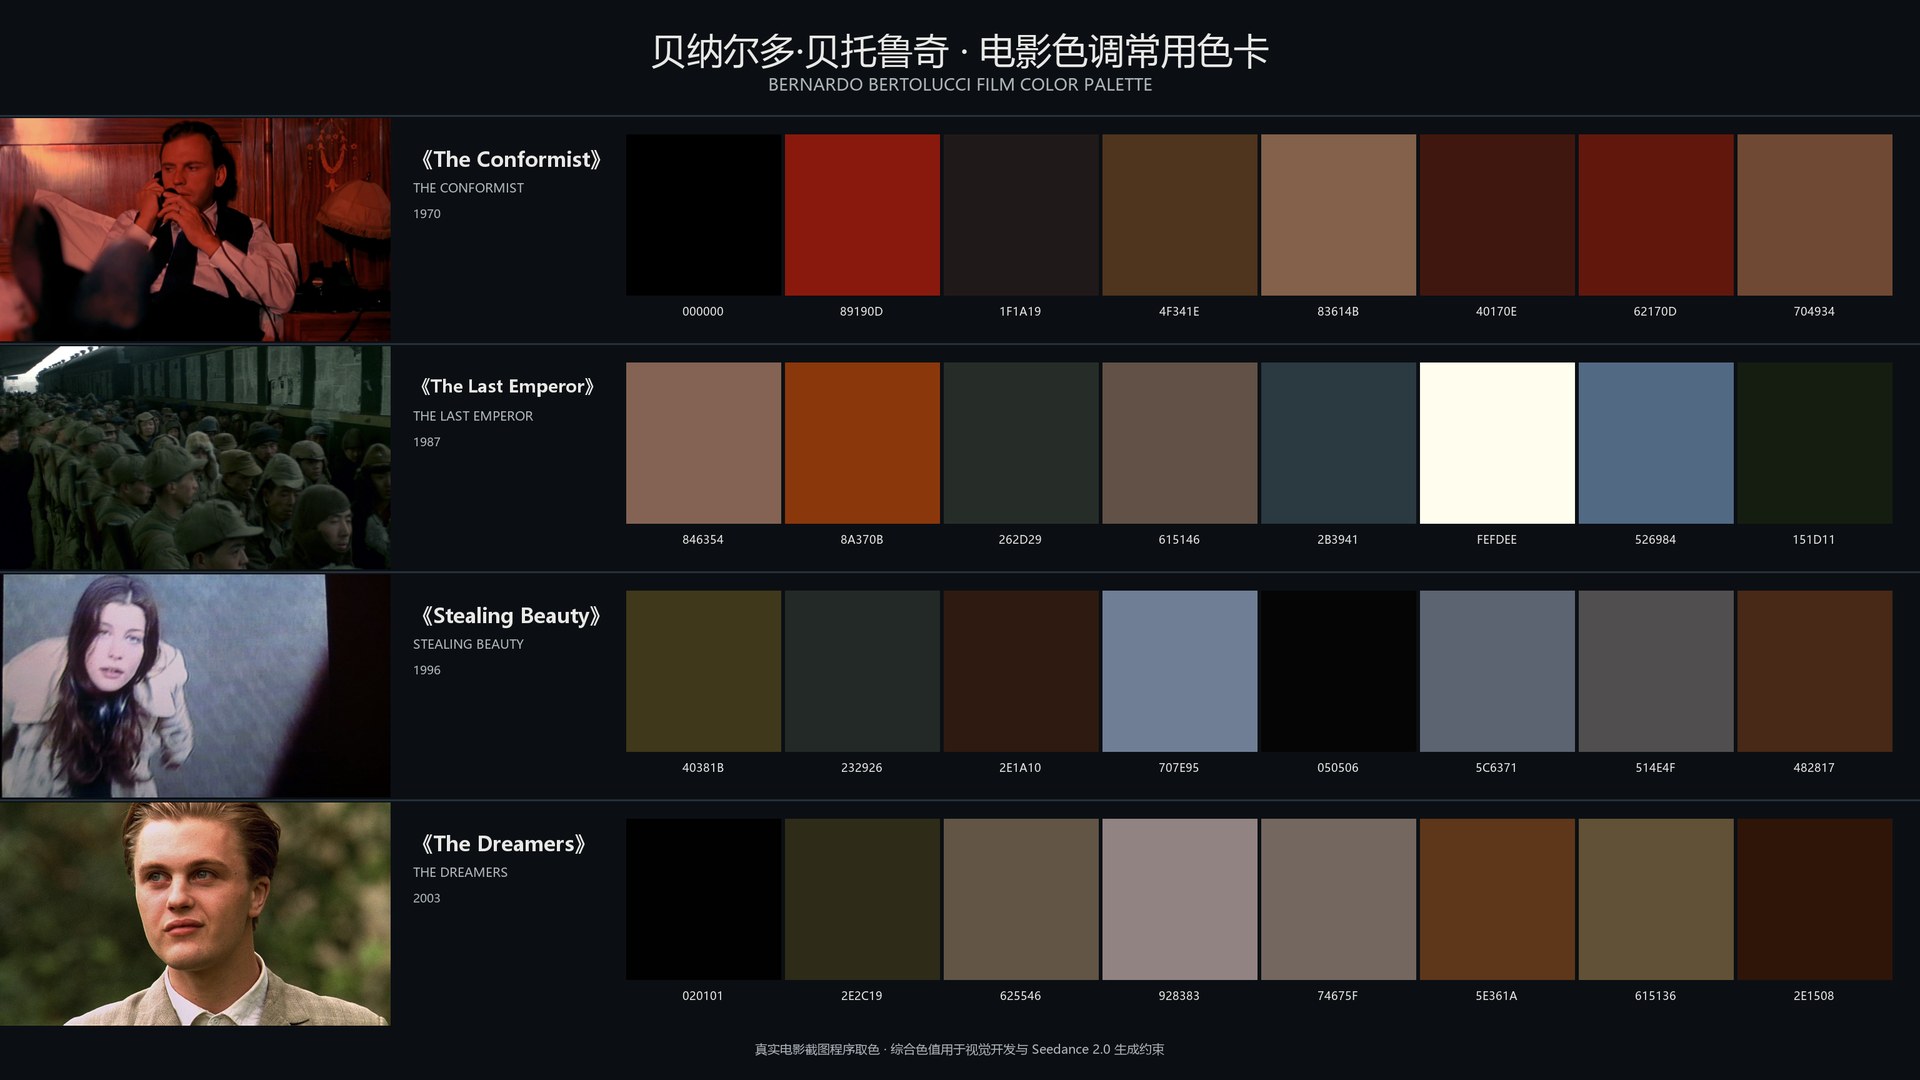 贝纳尔多·贝托鲁奇 · 电影色调常用色卡
BERNARDO BERTOLUCCI FILM COLOR PALETTE
《The Conformist》
THE CONFORMIST
1970
000000 89190D 1F1A19 4F341E 83614B 40170E 62170D 704934
《The Last Emperor》
THE LAST EMPEROR
1987
846354 8A370B 262D29 615146 2B3941 FEFDEE 526984 151D11
《Stealing Beauty》
STEALING BEAUTY
1996
40381B 232926 2E1A10 707E95 050506 5C6371 514E4F 482817
《The Dreamers》
THE DREAMERS
2003
020101 2E2C19 625546 928383 74675F 5E361A 615136 2E1508
真实电影截图程序取色 · 综合色值用于视觉开发与 Seedance 2.0 生成约束